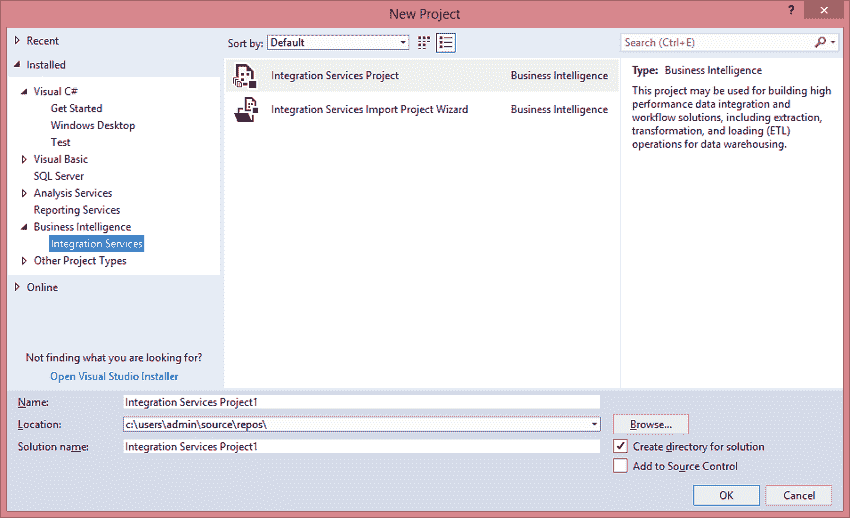 New Project
?
Recent
Installed
Visual C#
Get Started
Windows Desktop
Test
Visual Basic
SQL Server
Analysis Services
Reporting Services
Business Intelligence
Integration Services
Other Project Types
Online
Not finding what you are looking for?
Open Visual Studio Installer
Sort by: Default
Integration Services Project Business Intelligence
Integration Services Import Project Wizard Business Intelligence
Search (Ctrl+E)
Type: Business Intelligence
This project may be used for building high
performance data integration and
workflow solutions, including extraction,
transformation, and loading (ETL)
operations for data warehousing.
Name: Integration Services Project1
Location: c:\users\admin\source\repos\
Browse...
Solution name: Integration Services Project1
Create directory for solution
Add to Source Control
OK Cancel